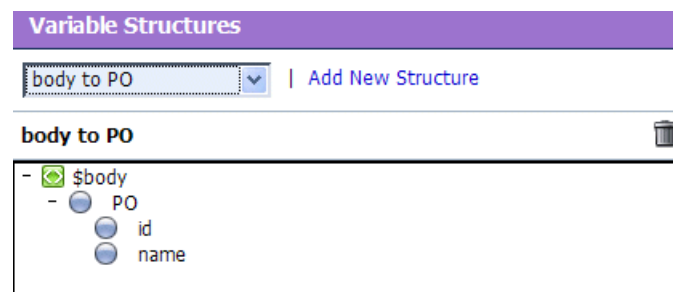 Variable Structures
body to PO | Add New Structure
body to PO
- $body
- PO
id
name